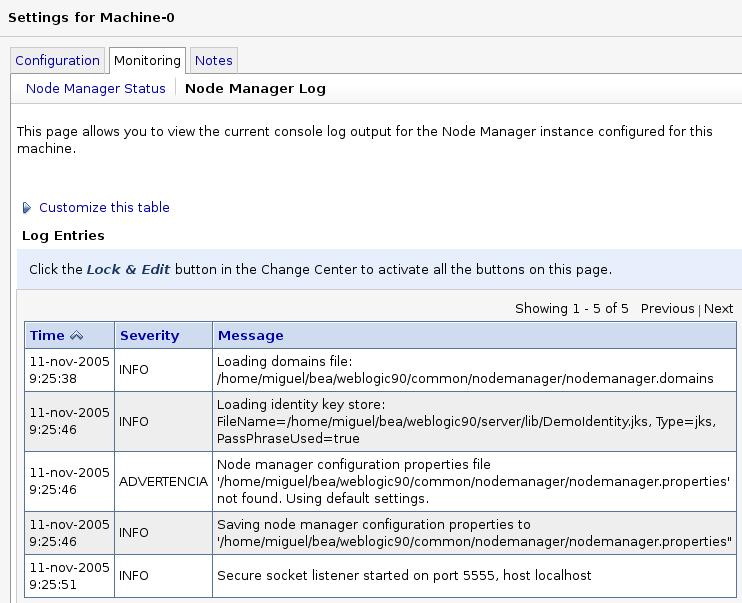 Settings for Machine-0
Configuration Monitoring Notes
Node Manager Status Node Manager Log
This page allows you to view the current console log output for the Node Manager instance configured for this
machine.
Customize this table
Log Entries
Click the Lock & Edit button in the Change Center to activate all the buttons on this page.
Showing 1 - 5 of 5 Previous | Next
Time Severity Message
11-nov-2005
9:25:38
INFO
Loading domains file:
/home/miguel/bea/weblogic90/common/nodemanager/nodemanager.domains
11-nov-2005
9:25:46
INFO
Loading identity key store:
FileName=/home/miguel/bea/weblogic90/server/lib/DemoIdentity.jks, Type=jks,
PassPhraseUsed=true
11-nov-2005
9:25:46
ADVERTENCIA
Node manager configuration properties file
'/home/miguel/bea/weblogic90/common/nodemanager/nodemanager.properties'
not found. Using default settings.
11-nov-2005
9:25:46
INFO
Saving node manager configuration properties to
'/home/miguel/bea/weblogic90/common/nodemanager/nodemanager.properties"
11-nov-2005
9:25:51
INFO
Secure socket listener started on port 5555, host localhost